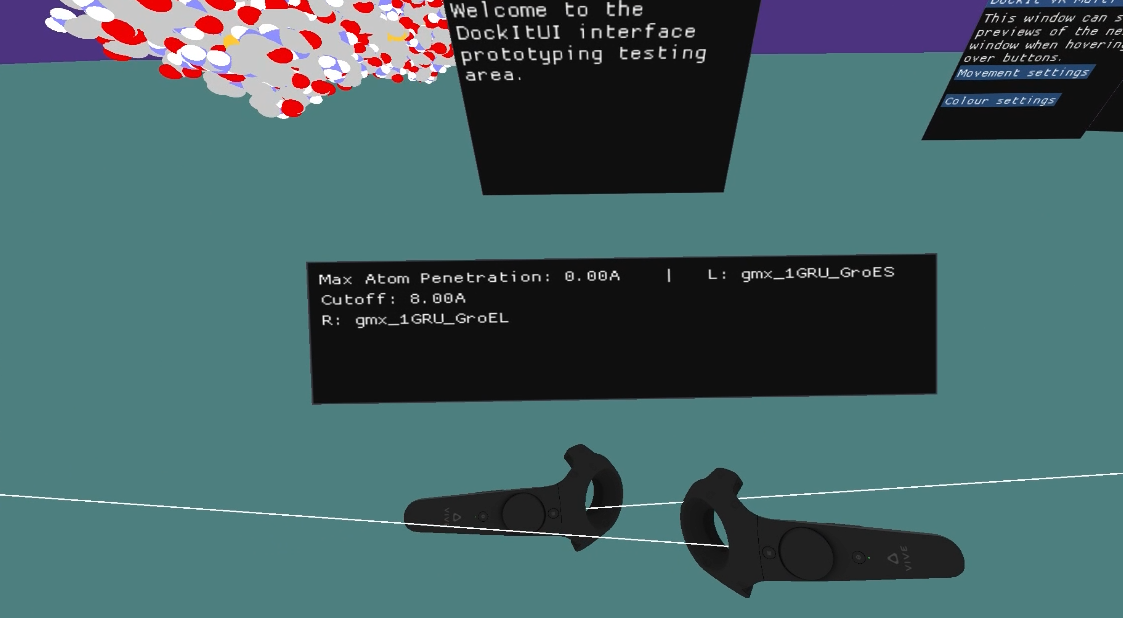 Welcome to the
DockItUI interface
prototyping testing
area.
This window can s
previews of the ne
window when hovering
over buttons.
Movement settings
Colour settings
Max Atom Penetration: 0.00A | L: gmx_1GRU_GroES
Cutoff: 8.00A
R: gmx_1GRU_GroEL
VIVE